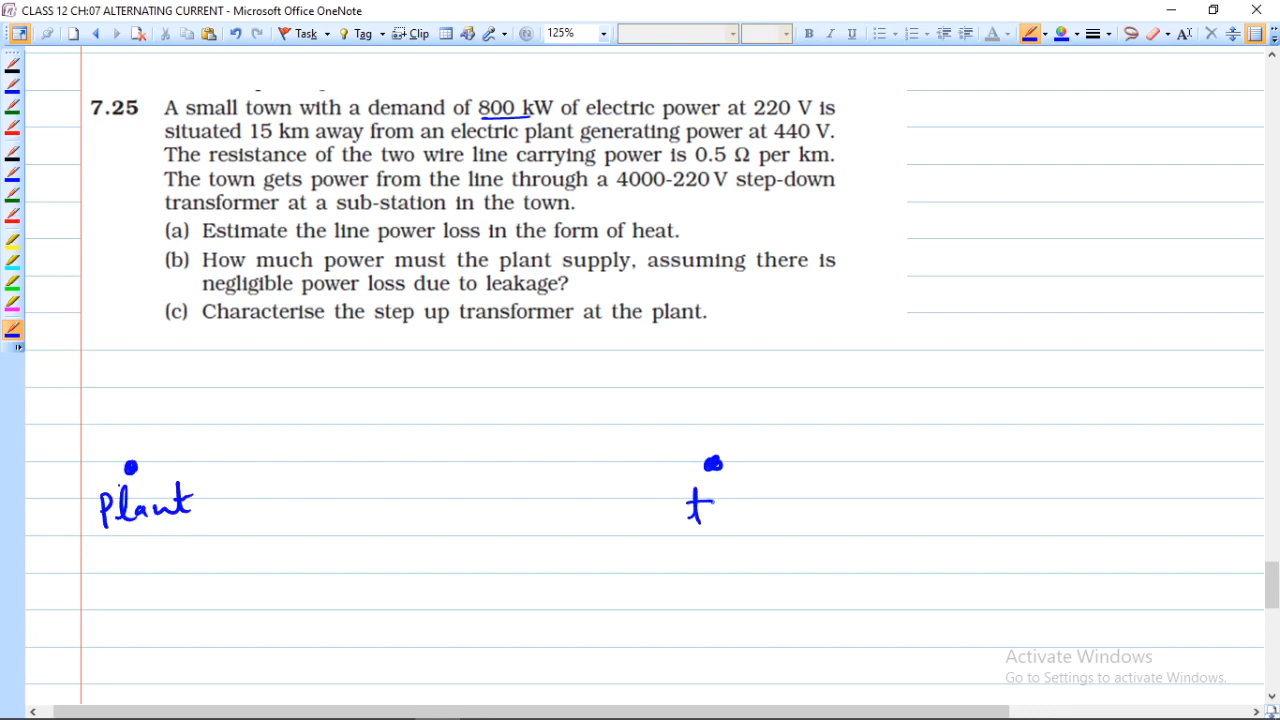 CLASS 12 CH:07 ALTERNATING CURRENT - Microsoft Office OneNote
Task Tag Clip 125% B I U A A
7.25 A small town with a demand of 800 kW of electric power at 220 V is
situated 15 km away from an electric plant generating power at 440 V.
The resistance of the two wire line carrying power is 0.5 Ω per km.
The town gets power from the line through a 4000-220 V step-down
transformer at a sub-station in the town.
(a) Estimate the line power loss in the form of heat.
(b) How much power must the plant supply, assuming there is
negligible power loss due to leakage?
(c) Characterise the step up transformer at the plant.
Plant t
Activate Windows
Go to Settings to activate Windows.